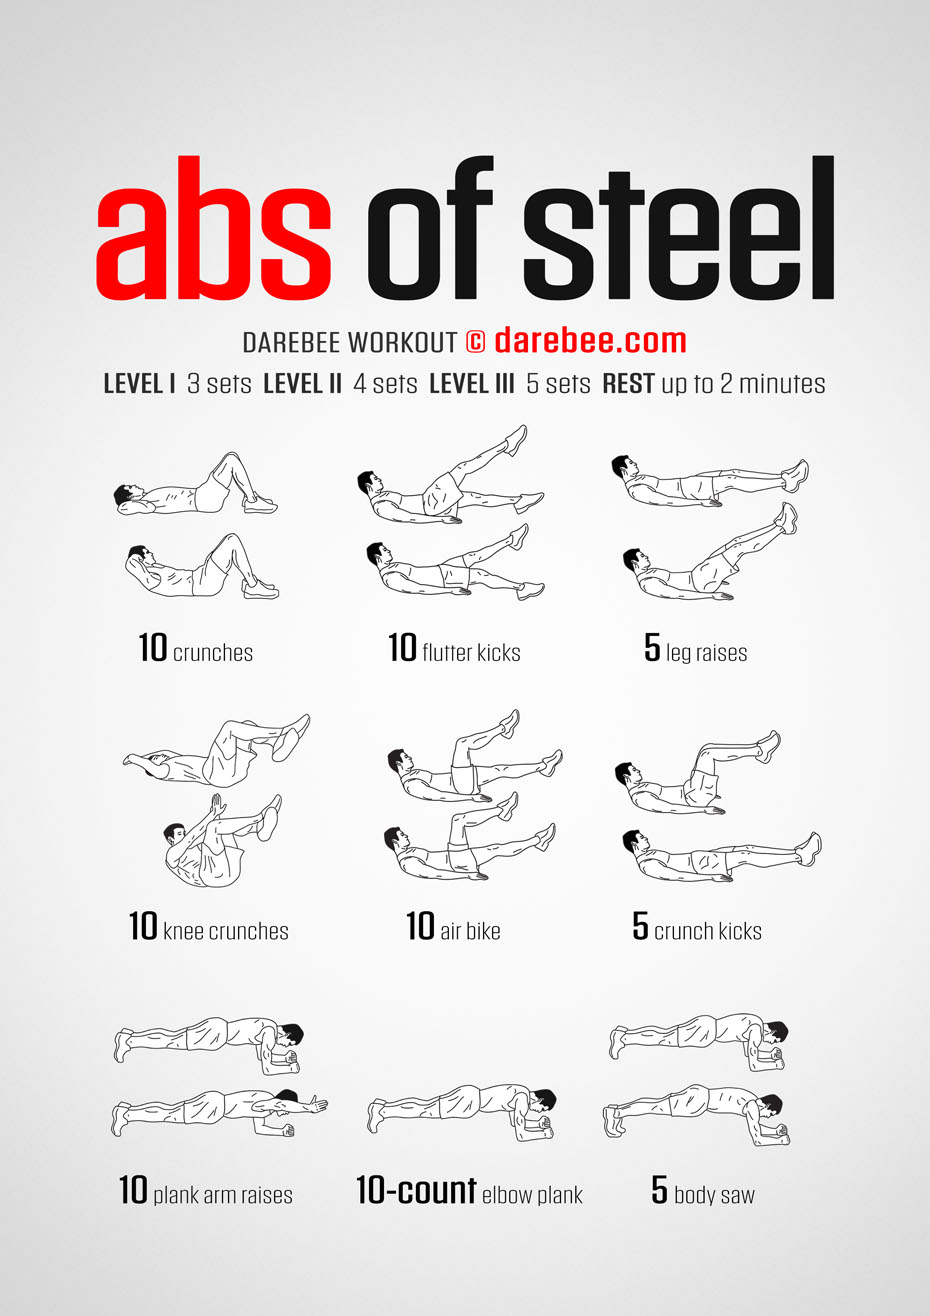 abs of steel
DAREBEE WORKOUT © darebee.com
LEVEL I 3 sets LEVEL II 4 sets LEVEL III 5 sets REST up to 2 minutes
10 crunches
10 flutter kicks
5 leg raises
10 knee crunches
10 air bike
5 crunch kicks
10 plank arm raises
10-count elbow plank
5 body saw